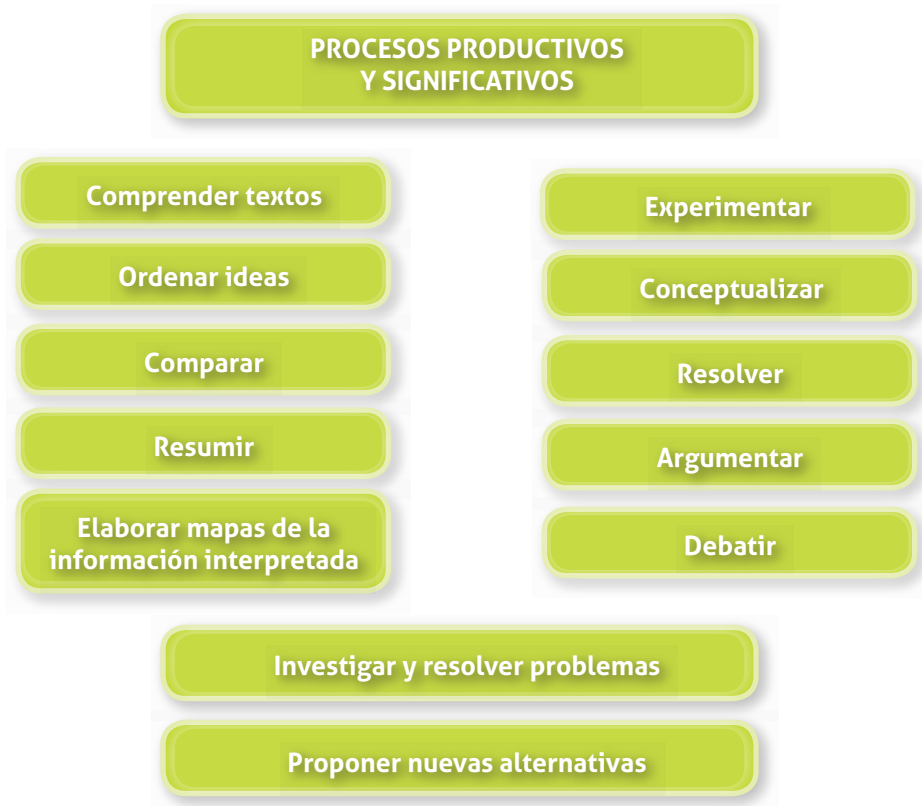 PROCESOS PRODUCTIVOS
Y SIGNIFICATIVOS
Comprender textos
Ordenar ideas
Comparar
Resumir
Elaborar mapas de la
información interpretada
Experimentar
Conceptualizar
Resolver
Argumentar
Debatir
Investigar y resolver problemas
Proponer nuevas alternativas